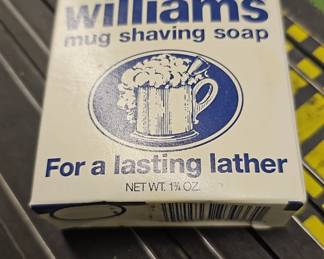 williams
mug shaving soap
For a lasting lather
NET WT. 1¾ OZ.